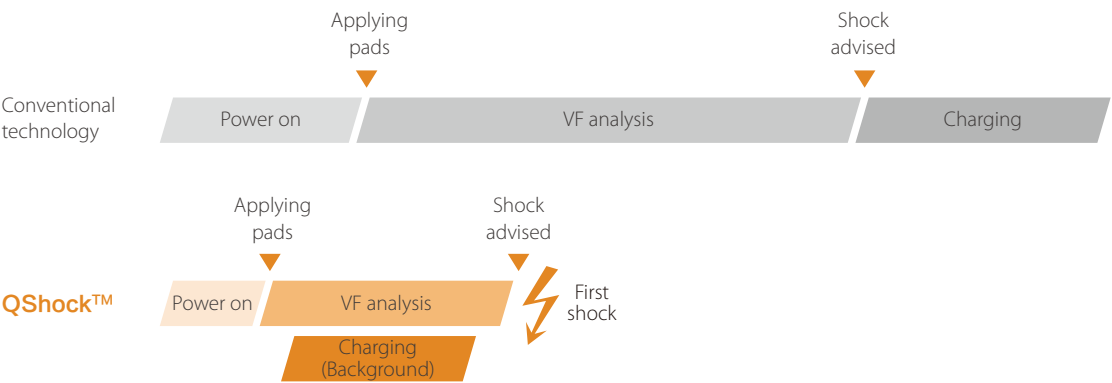 Applying
pads
Shock
advised
Conventional
technology
Power on
VF analysis
Charging
Applying
pads
Shock
advised
QShock™
Power on
VF analysis
First
shock
Charging
(Background)